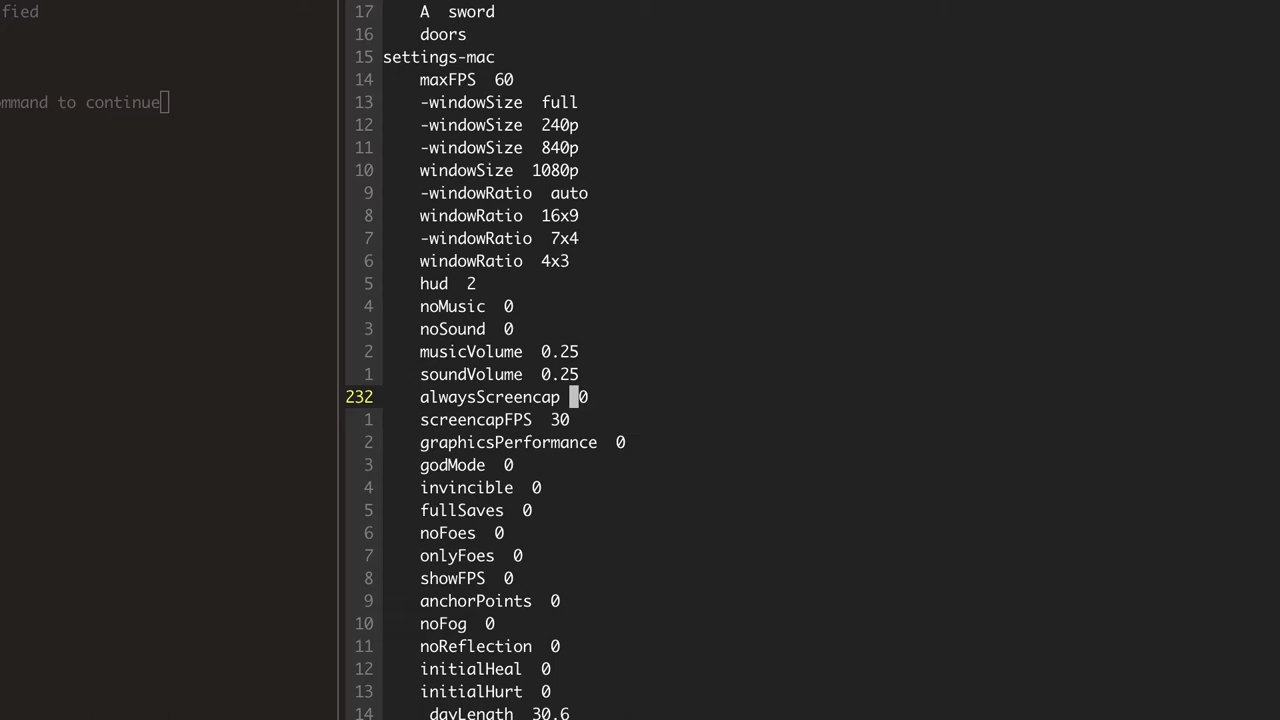 fied
ommand to continue
17 A sword
16 doors
15 settings-mac
14 maxFPS 60
13 -windowSize full
12 -windowSize 240p
11 -windowSize 840p
10 windowSize 1080p
9 -windowRatio auto
8 windowRatio 16x9
7 -windowRatio 7x4
6 windowRatio 4x3
5 hud 2
4 noMusic 0
3 noSound 0
2 musicVolume 0.25
1 soundVolume 0.25
232 alwaysScreencap 0
1 screencapFPS 30
2 graphicsPerformance 0
3 godMode 0
4 invincible 0
5 fullSaves 0
6 noFoes 0
7 onlyFoes 0
8 showFPS 0
9 anchorPoints 0
10 noFog 0
11 noReflection 0
12 initialHeal 0
13 initialHurt 0
14 _dayLength 30.6